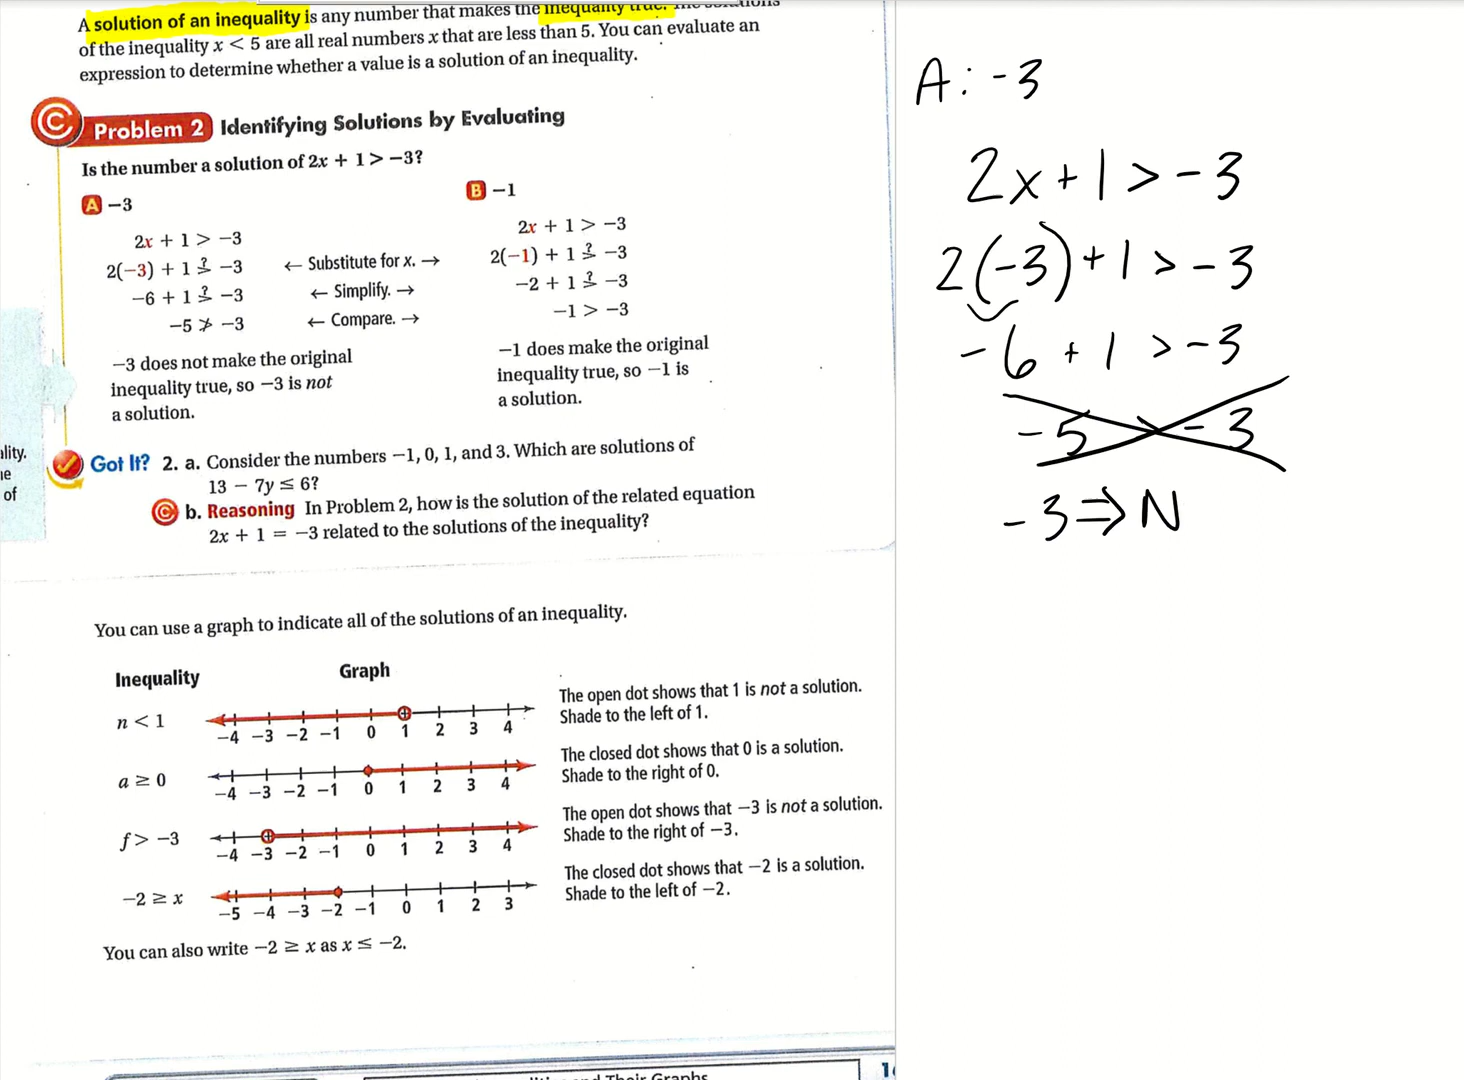 A solution of an inequality is any number that makes the inequality true. The solutions
of the inequality x < 5 are all real numbers x that are less than 5. You can evaluate an
expression to determine whether a value is a solution of an inequality.
Problem 2 Identifying Solutions by Evaluating
Is the number a solution of 2x + 1 > −3?
A −3
2x + 1 > −3
2(−3) + 1 ≟> −3
−6 + 1 ≟> −3
−5 ≯ −3
← Substitute for x. →
← Simplify. →
← Compare. →
B −1
2x + 1 > −3
2(−1) + 1 ≟> −3
−2 + 1 ≟> −3
−1 > −3
−3 does not make the original
inequality true, so −3 is not
a solution.
−1 does make the original
inequality true, so −1 is
a solution.
ality.
of
Got It? 2. a. Consider the numbers −1, 0, 1, and 3. Which are solutions of
13 − 7y ≤ 6?
C b. Reasoning In Problem 2, how is the solution of the related equation
2x + 1 = −3 related to the solutions of the inequality?
You can use a graph to indicate all of the solutions of an inequality.
Inequality Graph
n < 1
−4 −3 −2 −1 0 1 2 3 4
The open dot shows that 1 is not a solution.
Shade to the left of 1.
a ≥ 0
−4 −3 −2 −1 0 1 2 3 4
The closed dot shows that 0 is a solution.
Shade to the right of 0.
f > −3
−4 −3 −2 −1 0 1 2 3 4
The open dot shows that −3 is not a solution.
Shade to the right of −3.
−2 ≥ x
−5 −4 −3 −2 −1 0 1 2 3
The closed dot shows that −2 is a solution.
Shade to the left of −2.
You can also write −2 ≥ x as x ≤ −2.
Their Graphs
A: -3
2x + 1 > -3
2(-3) + 1 > -3
-6 + 1 > -3
-5 > -3
-3 ⇒ N